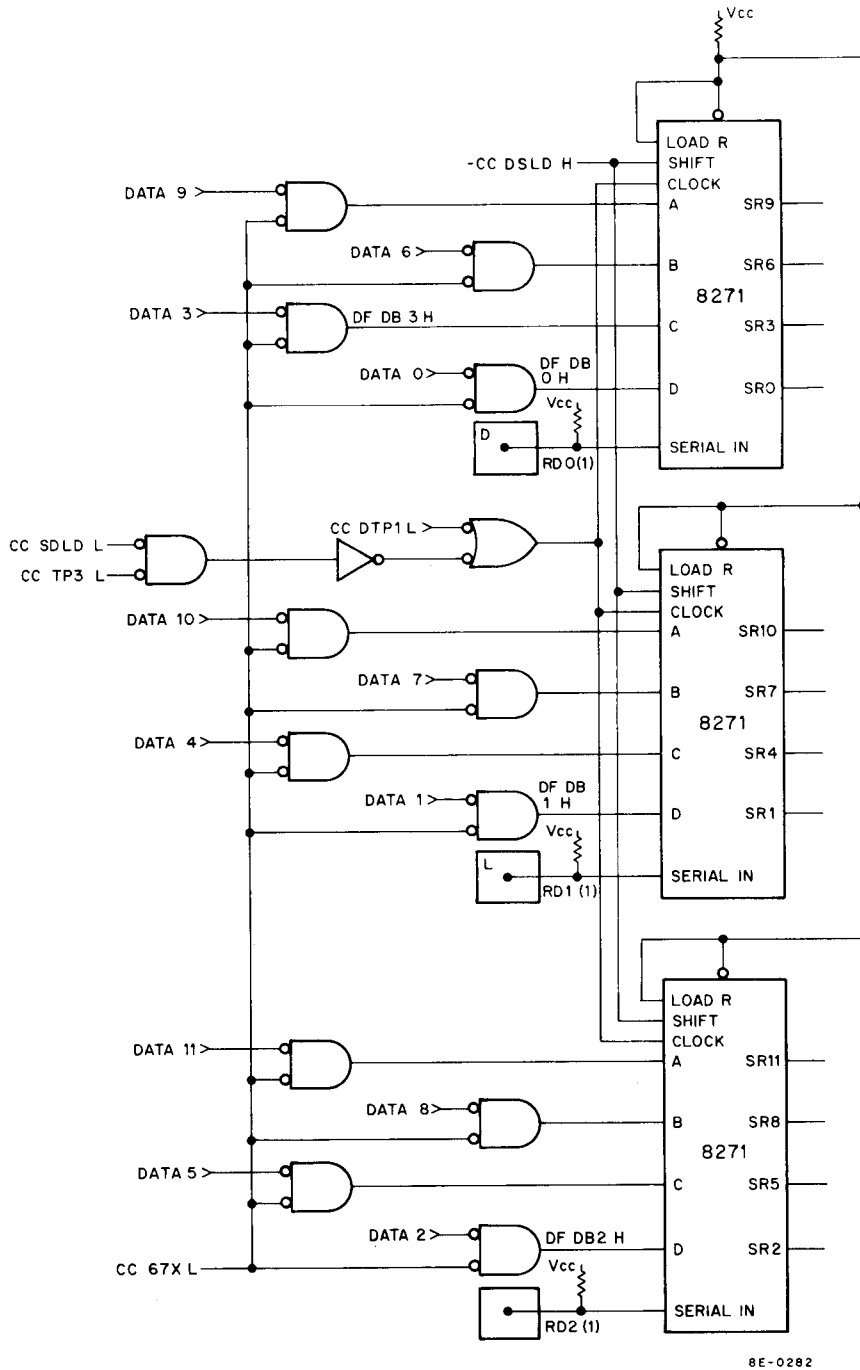 Vcc
LOAD R
-CC DSLD H
SHIFT
CLOCK
DATA 9
A
SR9
DATA 6
B
SR6
8271
DATA 3
DF DB 3 H
C
SR3
DATA 0
DF DB
0 H
D
SR0
Vcc
D
RD0(1)
SERIAL IN
CC SDLD L
CC TP3 L
CC DTP1 L
LOAD R
SHIFT
CLOCK
DATA 10
A
SR10
DATA 7
B
SR7
8271
DATA 4
C
SR4
DATA 1
DF DB
1 H
D
SR1
Vcc
L
RD1 (1)
SERIAL IN
LOAD R
SHIFT
CLOCK
DATA 11
A
SR11
DATA 8
B
SR8
8271
DATA 5
C
SR5
DATA 2
DF DB2 H
D
SR2
CC 67X L
Vcc
RD2 (1)
SERIAL IN
8E-0282